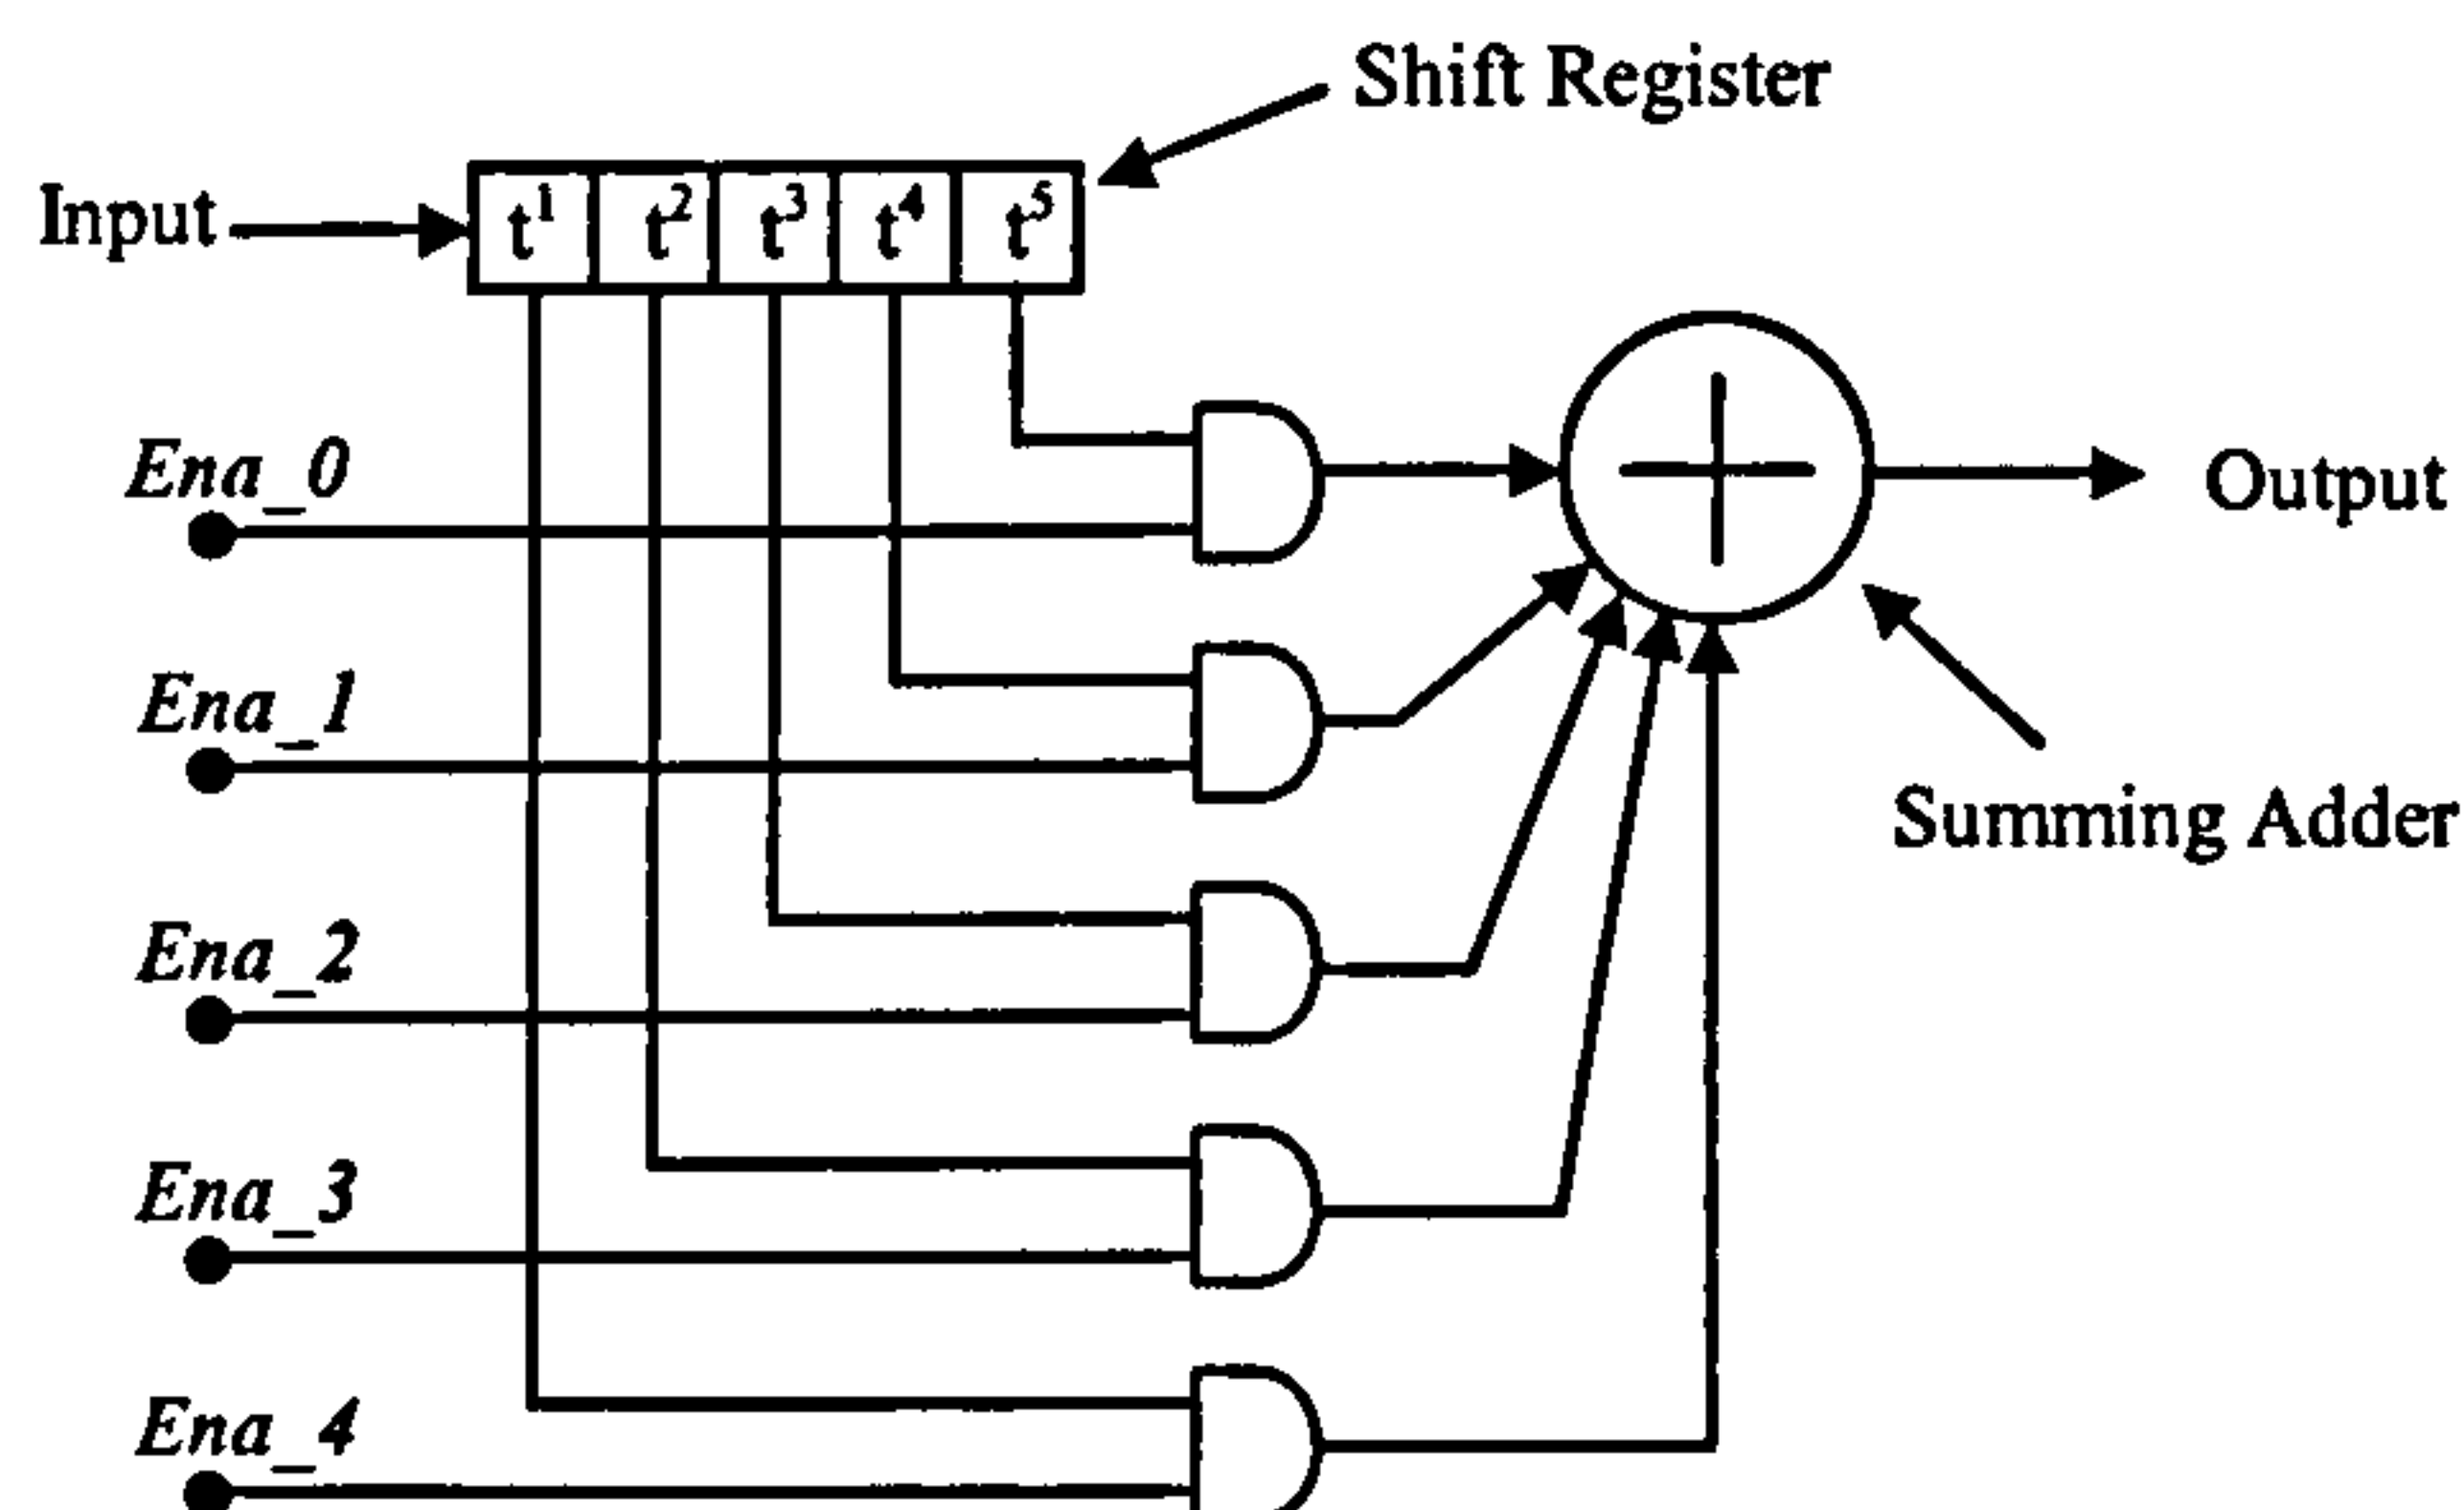 Shift Register
Input
t¹ t² t³ t⁴ t⁵
Ena_0
Output
Ena_1
Summing Adder
Ena_2
Ena_3
Ena_4